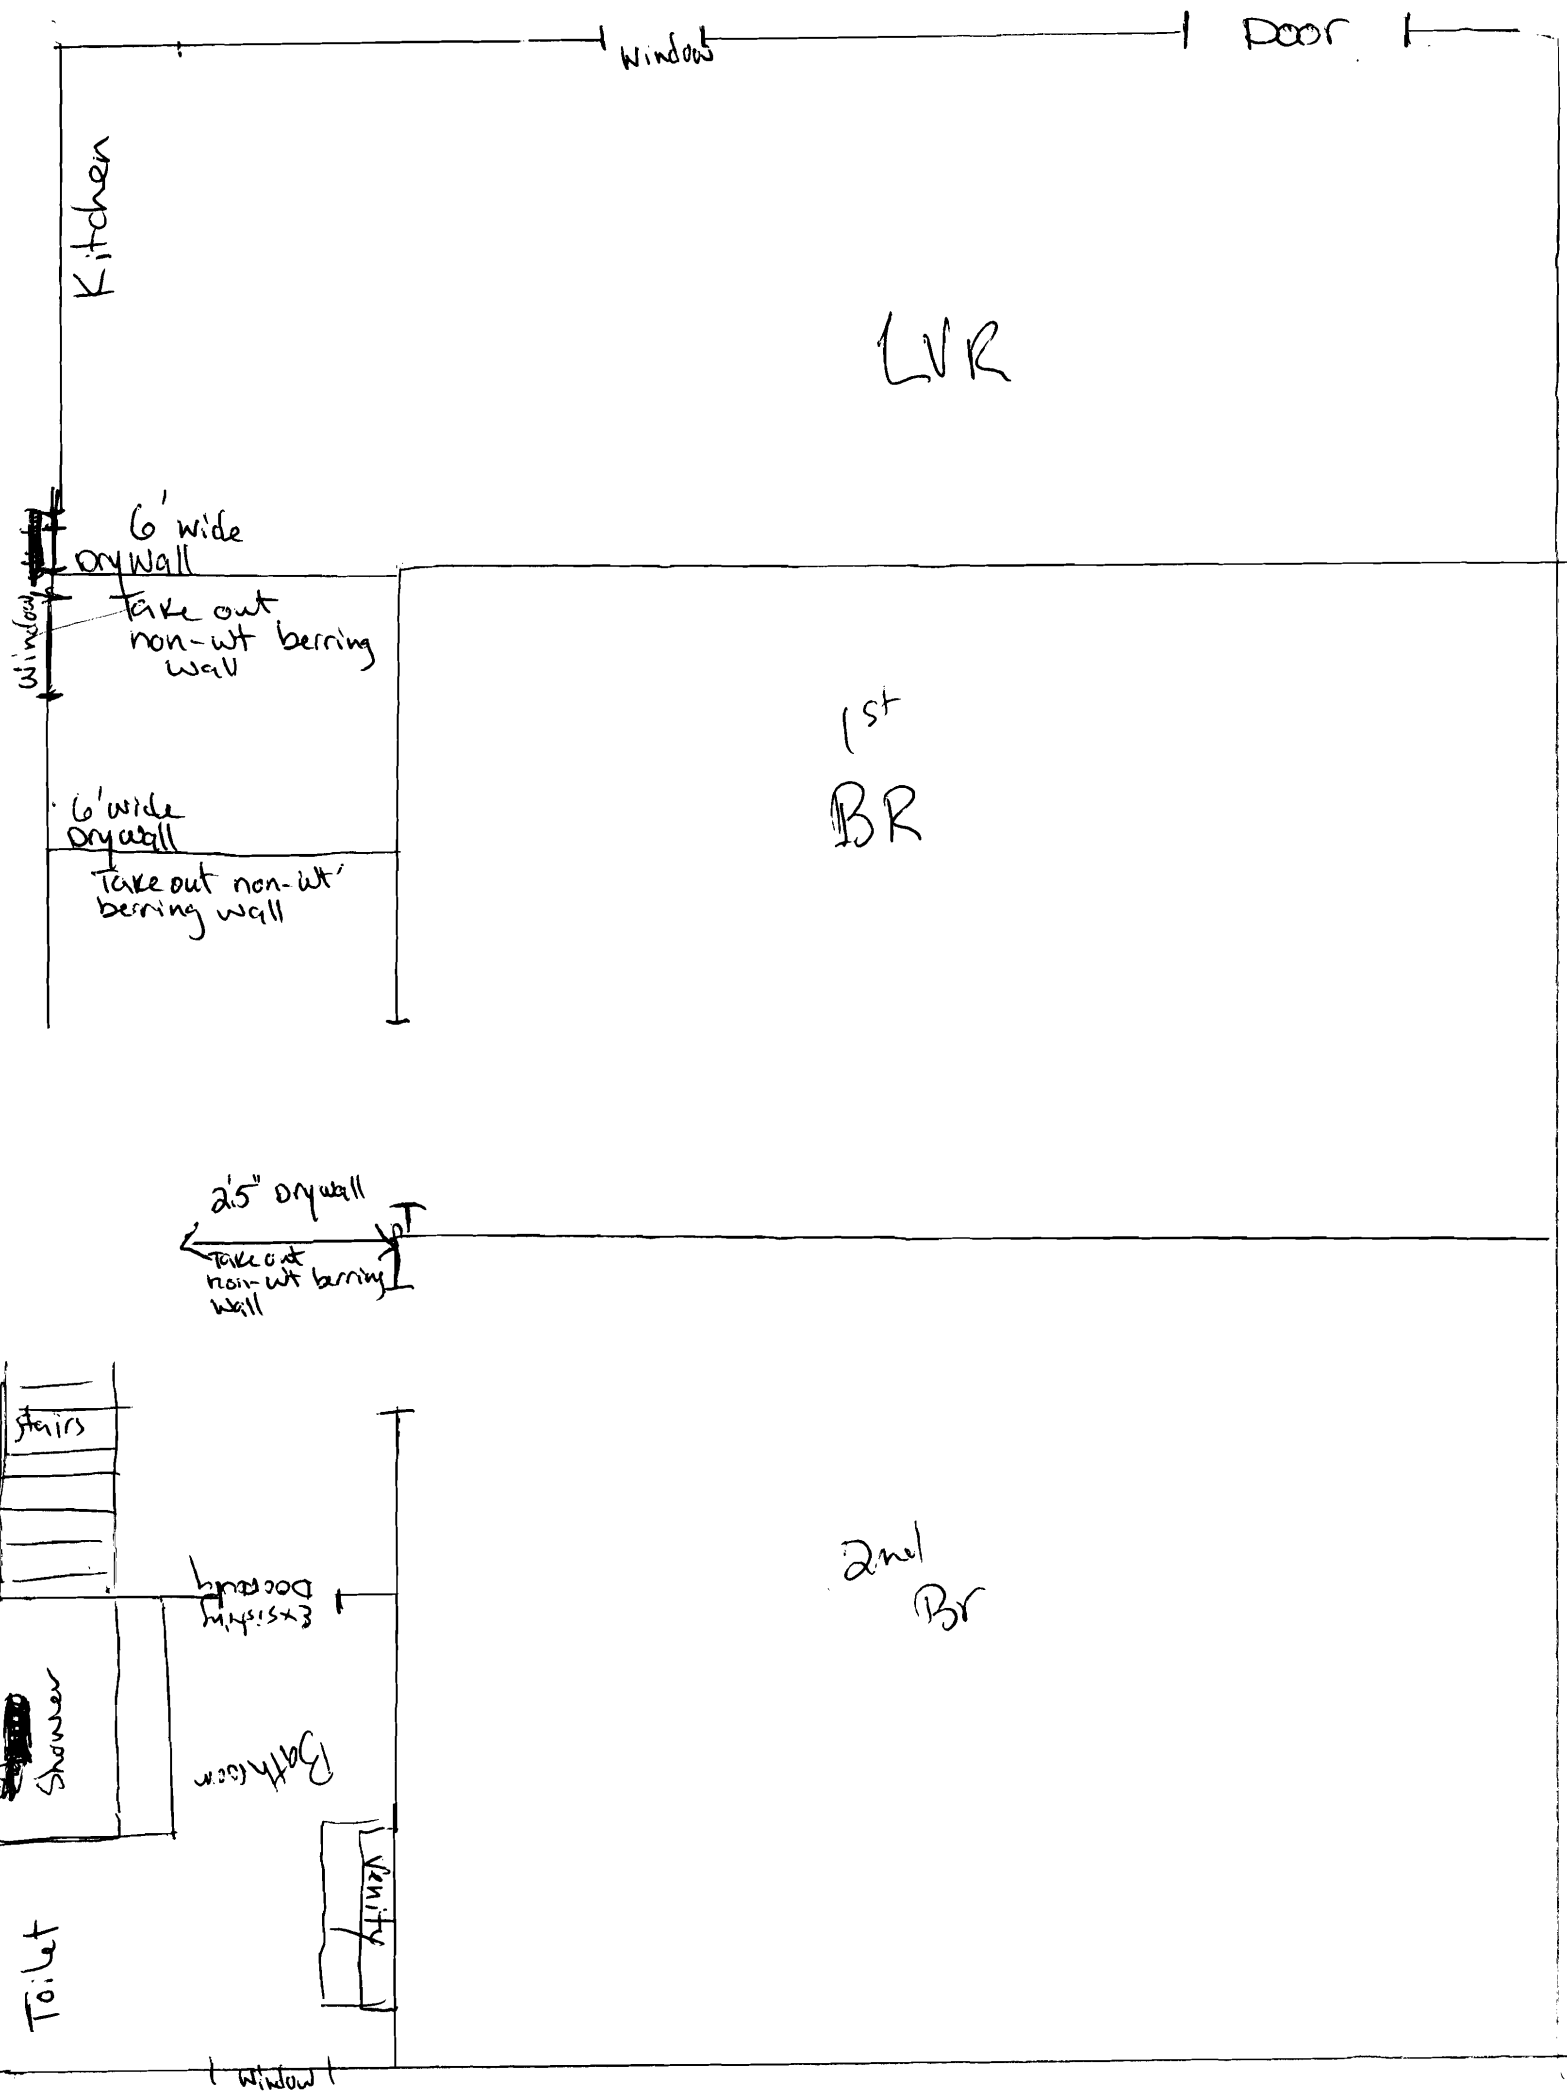 Window
Door
Kitchen
LVR
6' wide
Drywall
Take out
non-wt berring
wall
Window
1st
BR
6' wide
Drywall
Take out non-wt
berring wall
2'5" Drywall
Take out
non-wt berring
wall
stairs
Exsisting
2nd
Br
Shower
Bathroom
Vanity
Toilet
Window